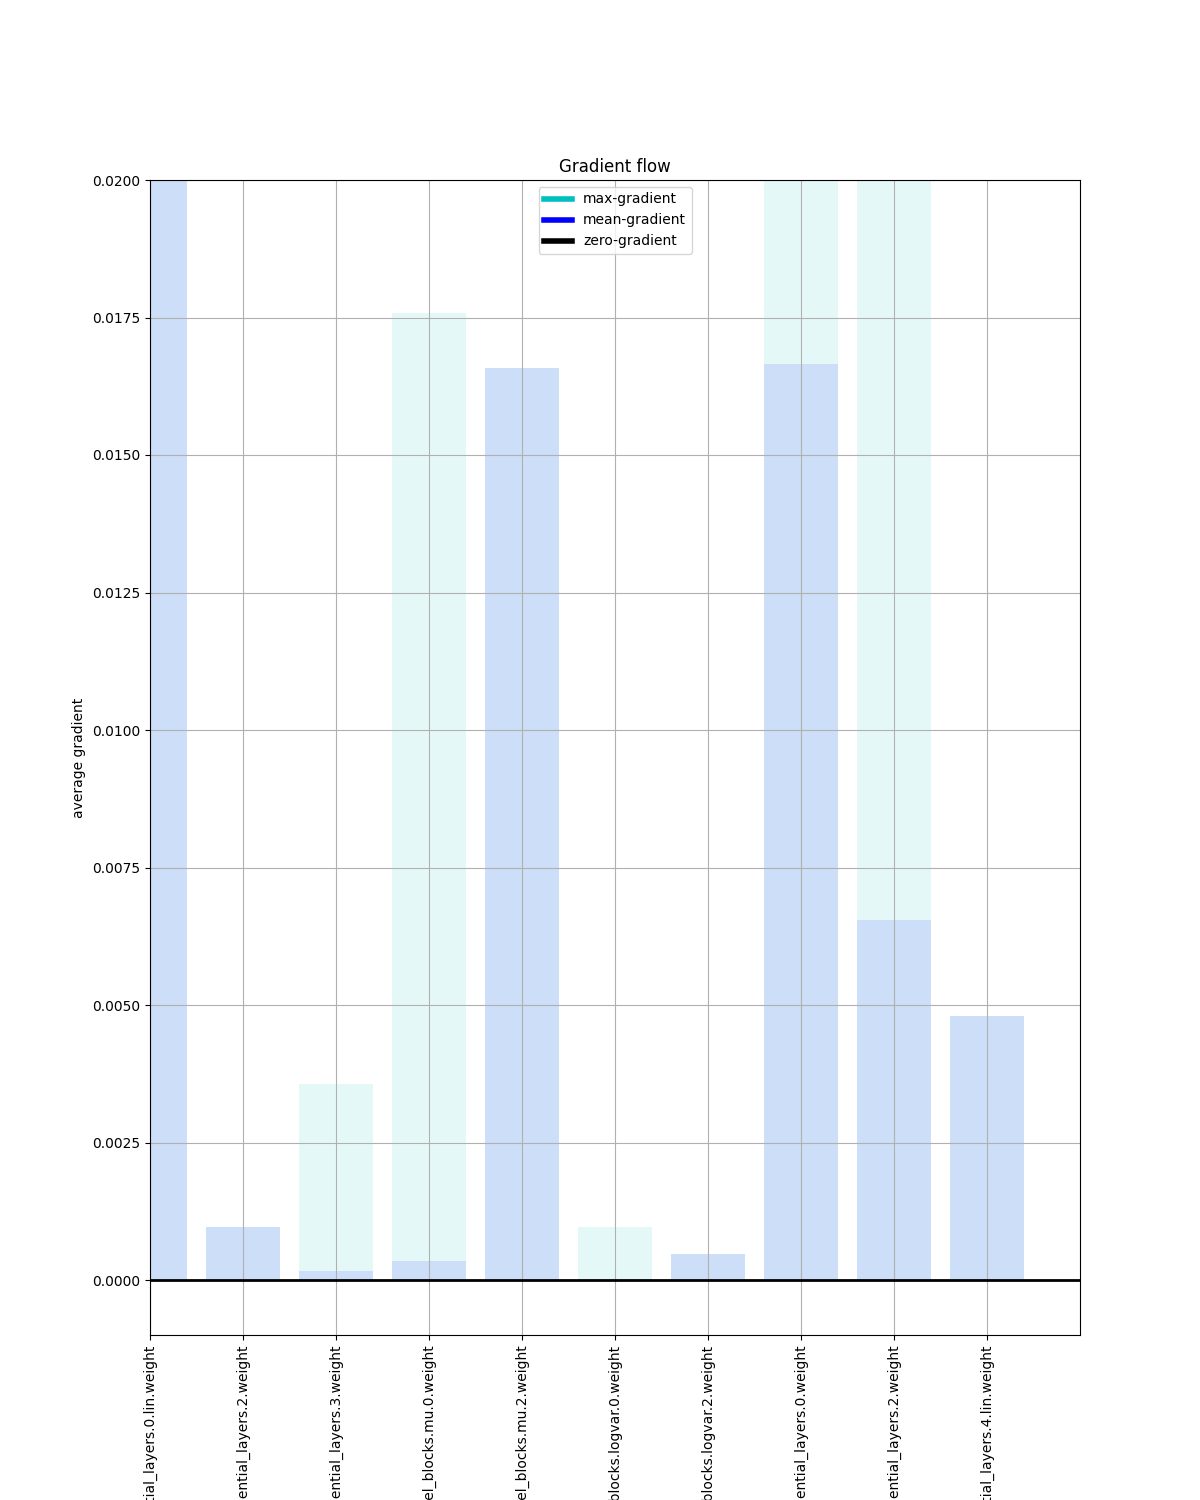 Gradient flow
max-gradient
mean-gradient
zero-gradient
0.0200
0.0175
0.0150
0.0125
0.0100
0.0075
0.0050
0.0025
0.0000
average gradient
tial_layers.0.lin.weight
ential_layers.2.weight
ential_layers.3.weight
el_blocks.mu.0.weight
el_blocks.mu.2.weight
blocks.logvar.0.weight
blocks.logvar.2.weight
ential_layers.0.weight
ential_layers.2.weight
tial_layers.4.lin.weight